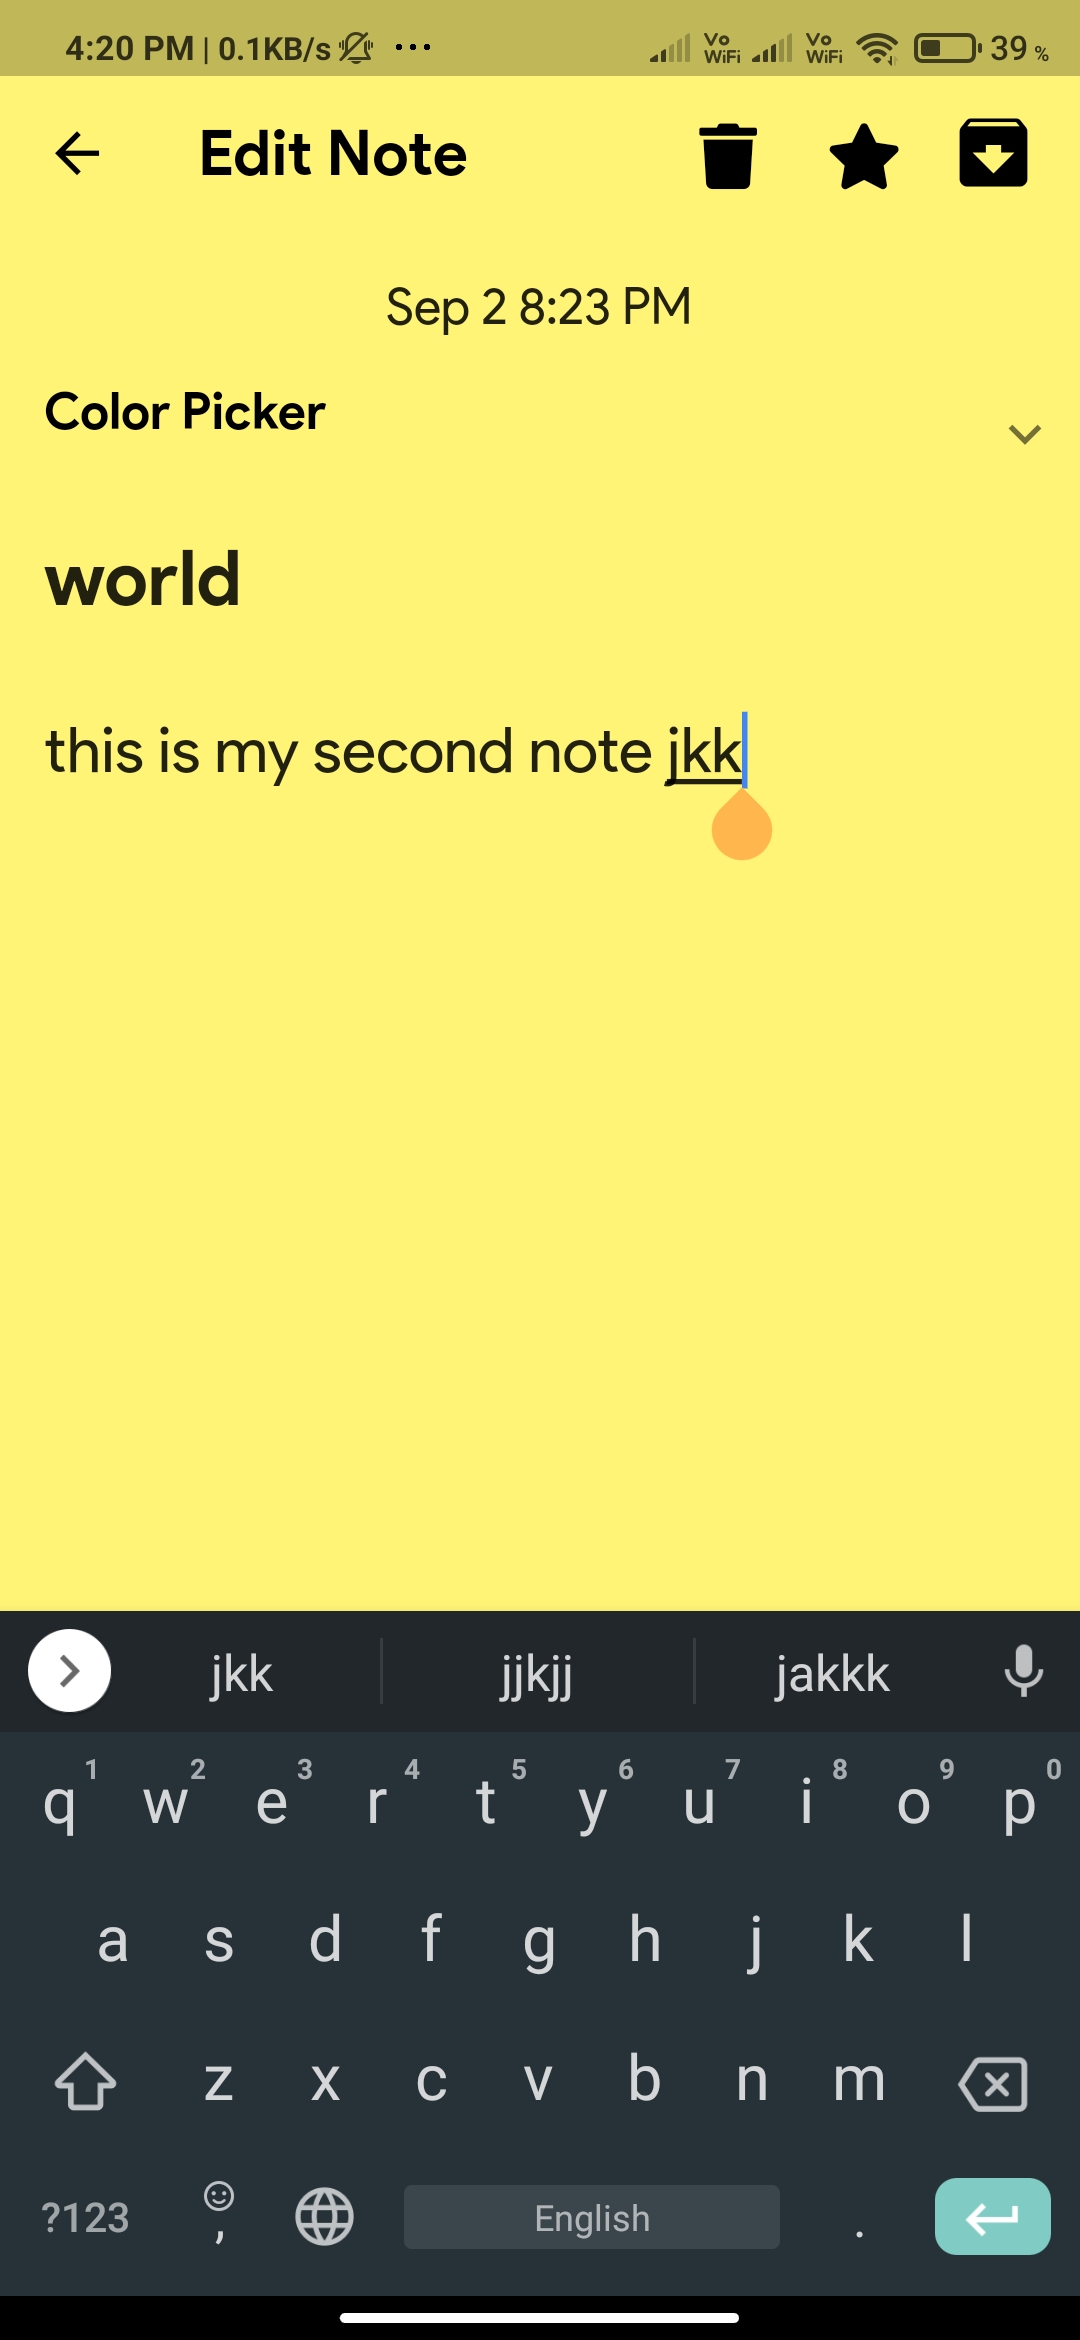 4:20 PM | 0.1KB/s ... Vo WiFi Vo WiFi 39 %
Edit Note
Sep 2 8:23 PM
Color Picker
world
this is my second note jkk
jkk jjkjj jakkk
q 1 w 2 e 3 r 4 t 5 y 6 u 7 i 8 o 9 p 0
a s d f g h j k l
z x c v b n m
?123 , English .